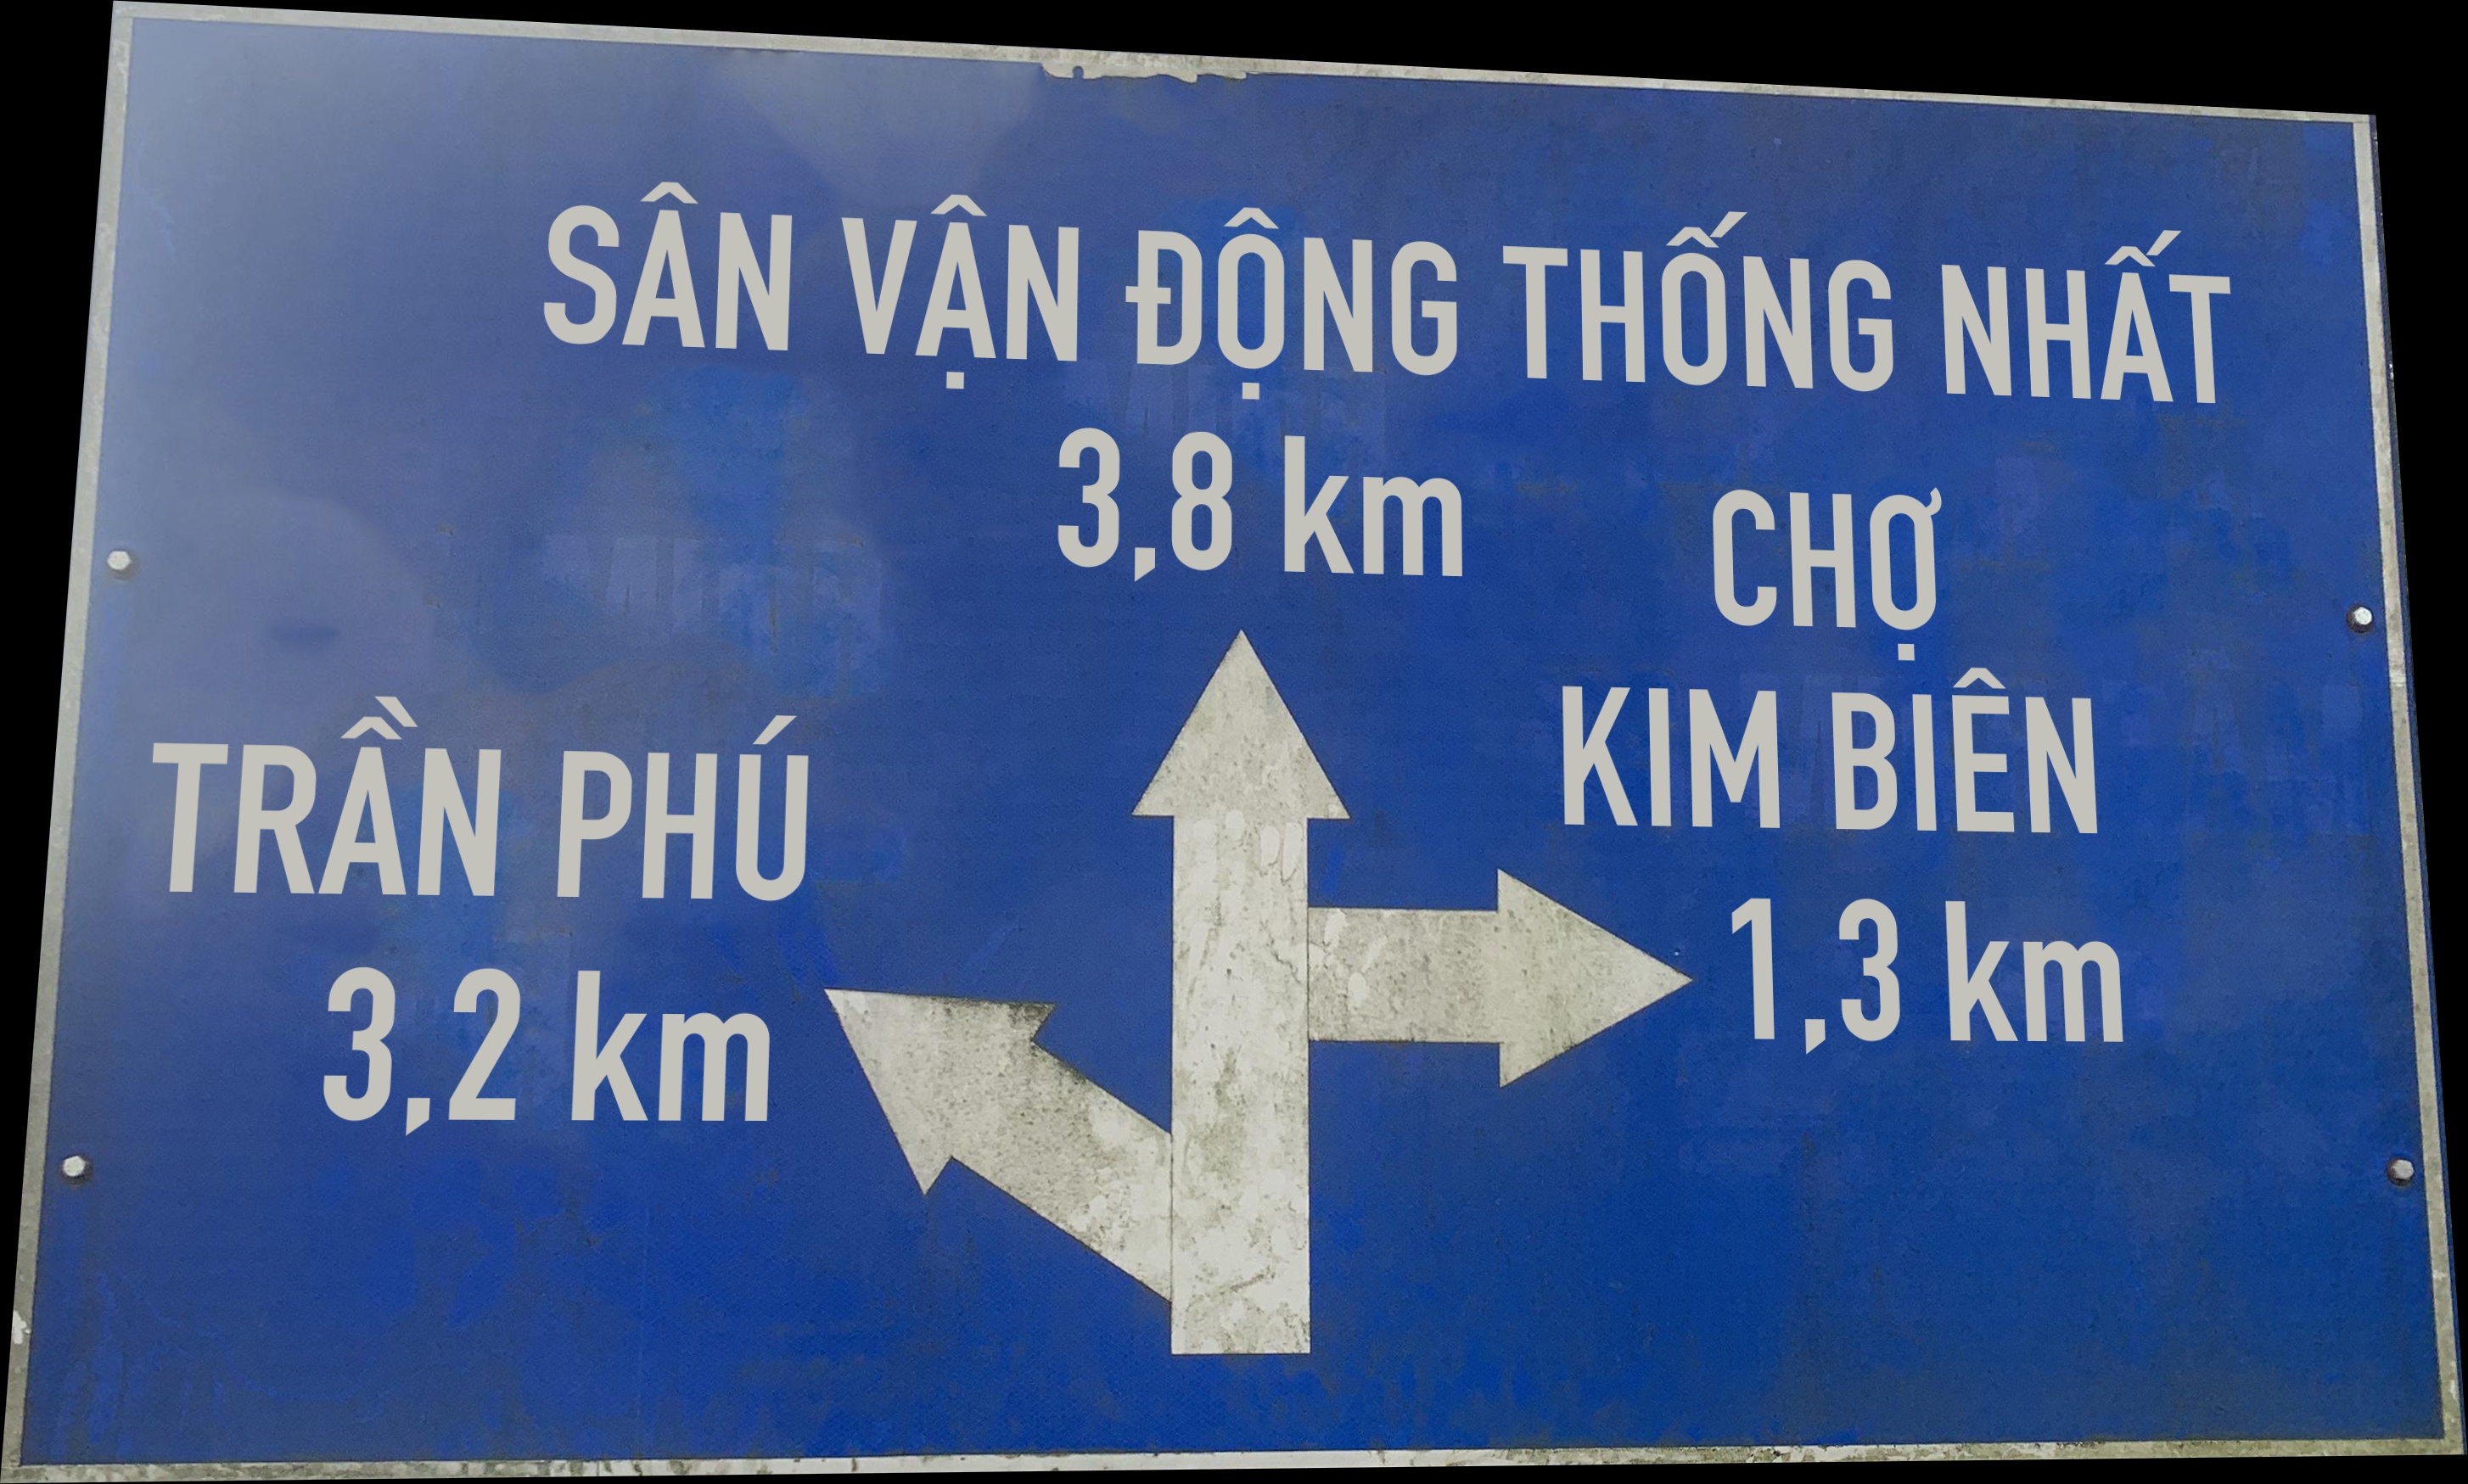 SÂN VẬN ĐỘNG THỐNG NHẤT
3,8 km
CHỢ
KIM BIÊN
1,3 km
TRẦN PHÚ
3,2 km